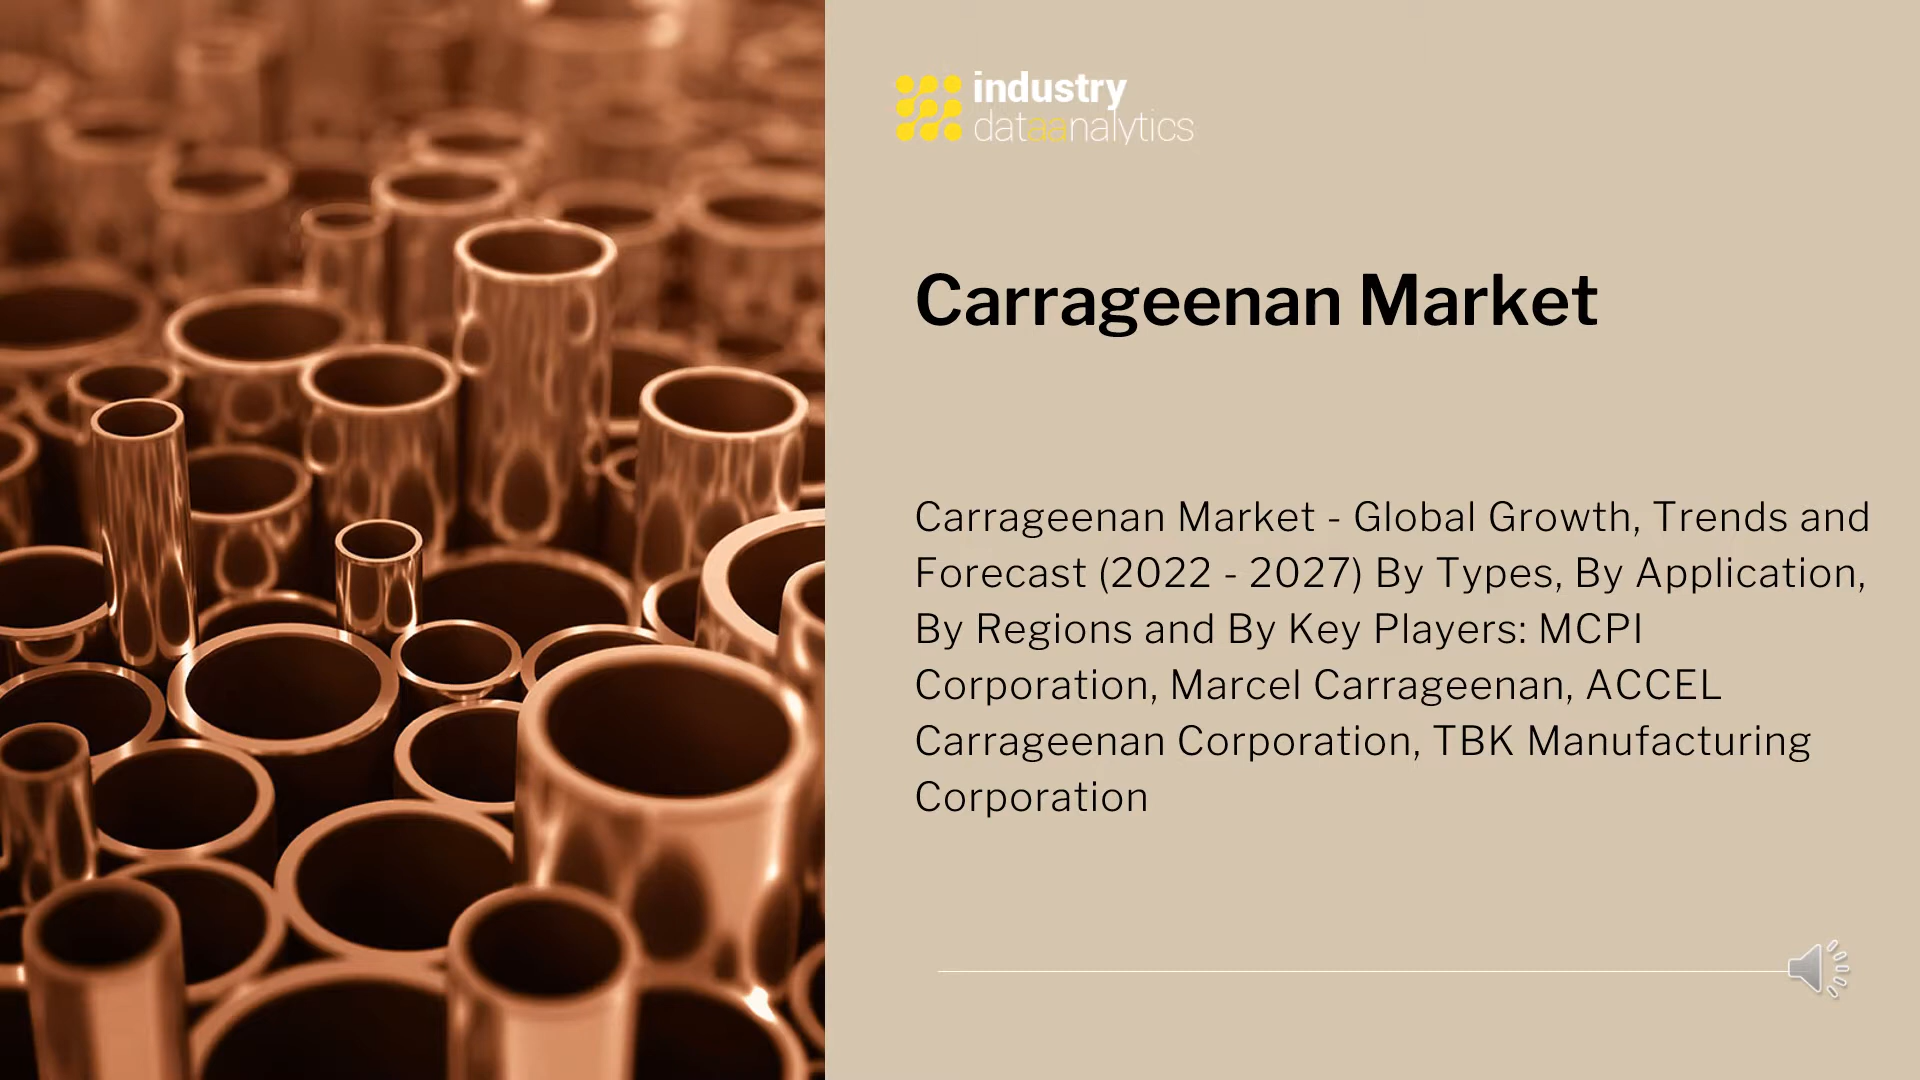 industry
dataanalytics
Carrageenan Market
Carrageenan Market - Global Growth, Trends and
Forecast (2022 - 2027) By Types, By Application,
By Regions and By Key Players: MCPI
Corporation, Marcel Carrageenan, ACCEL
Carrageenan Corporation, TBK Manufacturing
Corporation